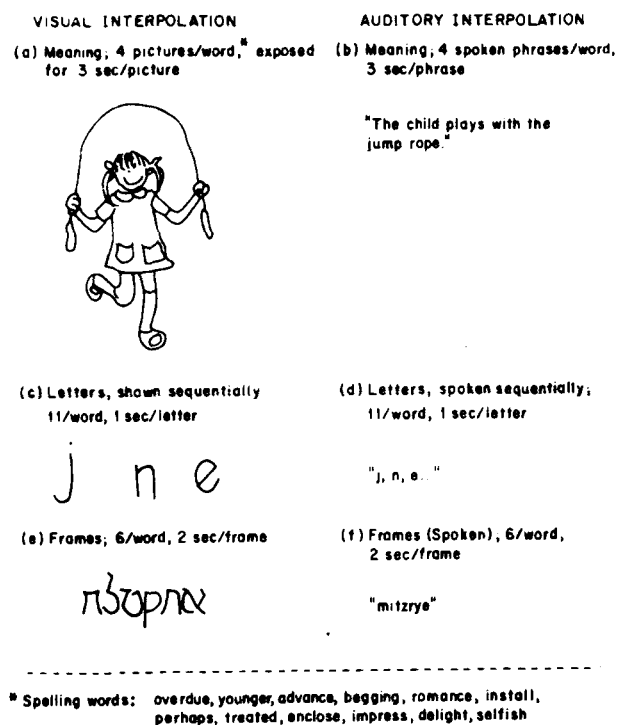 VISUAL INTERPOLATION
(a) Meaning; 4 pictures/word,* exposed
for 3 sec/picture
AUDITORY INTERPOLATION
(b) Meaning; 4 spoken phrases/word,
3 sec/phrase
"The child plays with the
jump rope."
(c) Letters, shown sequentially
11/word, 1 sec/letter
j n e
(d) Letters, spoken sequentially;
11/word, 1 sec/letter
"j, n, e..."
(e) Frames; 6/word, 2 sec/frame
(f) Frames (Spoken), 6/word,
2 sec/frame
"mitzrye"
* Spelling words: overdue, younger, advance, begging, romance, install,
perhaps, treated, enclose, impress, delight, selfish